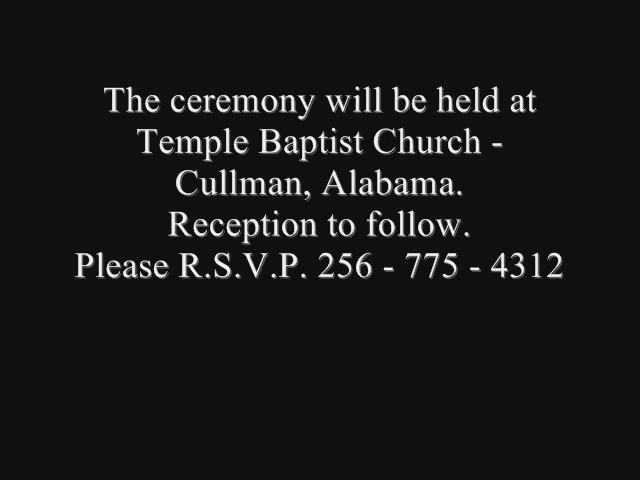 The ceremony will be held at
Temple Baptist Church -
Cullman, Alabama.
Reception to follow.
Please R.S.V.P. 256 - 775 - 4312